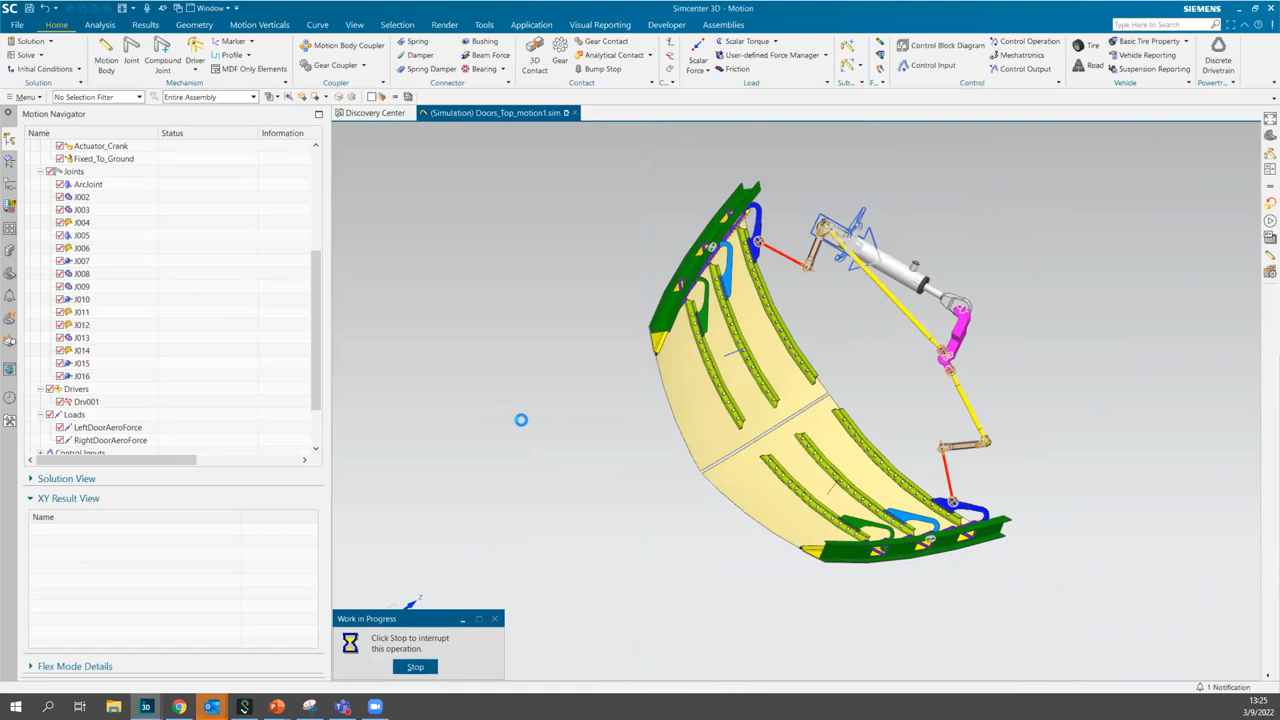 SC
Window
Simcenter 3D - Motion
SIEMENS
File
Home
Analysis
Results
Geometry
Motion Verticals
Curve
View
Selection
Render
Tools
Application
Visual Reporting
Developer
Assemblies
Type Here to Search
Solution
Solve
Initial Conditions
Solution
Motion Body
Joint
Compound Joint
Driver
Marker
Profile
MDF Only Elements
Mechanism
Motion Body Coupler
Gear Coupler
Coupler
Spring
Damper
Spring Damper
Bushing
Bearing
Connector
3D Contact
Gear
Gear Contact
Analytical Contact
Bump Stop
Contact
C...
Scalar Force
Scalar Torque
User-defined Force Manager
Friction
Load
Sub...
F...
Control Block Diagram
Control Input
Control Operation
Mechatronics
Control Output
Control
Tire
Road
Basic Tire Property
Vehicle Reporting
Suspension Reporting
Vehicle
Discrete Drivetrain
Powertr...
Menu
No Selection Filter
Entire Assembly
Motion Navigator
Discovery Center
(Simulation) Doors_Top_motion1.sim
Name
Status
Information
Actuator_Crank
Fixed_To_Ground
Joints
ArcJoint
J002
J003
J004
J005
J006
J007
J008
J009
J010
J011
J012
J013
J014
J015
J016
Drivers
Drv001
Loads
LeftDoorAeroForce
RightDoorAeroForce
Control Inputs
Solution View
XY Result View
Name
Flex Mode Details
Z
Work in Progress
Click Stop to interrupt
this operation.
Stop
1 Notification
3D
13:25
3/9/2022